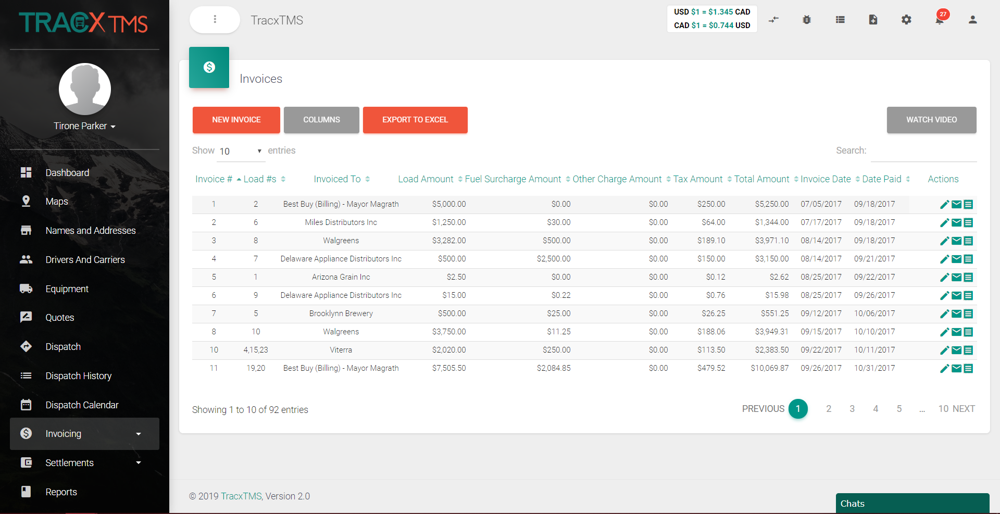 TRACX TMS
Tirone Parker
Dashboard
Maps
Names and Addresses
Drivers And Carriers
Equipment
Quotes
Dispatch
Dispatch History
Dispatch Calendar
Invoicing
Settlements
Reports
TracxTMS
USD $1 = $1.345 CAD
CAD $1 = $0.744 USD
27
Invoices
NEW INVOICE COLUMNS EXPORT TO EXCEL WATCH VIDEO
Show 10 entries Search:
Invoice # Load #s Invoiced To Load Amount Fuel Surcharge Amount Other Charge Amount Tax Amount Total Amount Invoice Date Date Paid Actions
1 2 Best Buy (Billing) - Mayor Magrath $5,000.00 $0.00 $0.00 $250.00 $5,250.00 07/05/2017 09/18/2017
2 6 Miles Distributors Inc $1,250.00 $30.00 $0.00 $64.00 $1,344.00 07/17/2017 09/18/2017
3 8 Walgreens $3,282.00 $500.00 $0.00 $189.10 $3,971.10 08/14/2017 09/18/2017
4 7 Delaware Appliance Distributors Inc $500.00 $2,500.00 $0.00 $150.00 $3,150.00 08/14/2017 09/21/2017
5 1 Arizona Grain Inc $2.50 $0.00 $0.00 $0.12 $2.62 08/25/2017 09/22/2017
6 9 Delaware Appliance Distributors Inc $15.00 $0.22 $0.00 $0.76 $15.98 08/25/2017 09/26/2017
7 5 Brooklynn Brewery $500.00 $25.00 $0.00 $26.25 $551.25 09/12/2017 10/06/2017
8 10 Walgreens $3,750.00 $11.25 $0.00 $188.06 $3,949.31 09/15/2017 10/10/2017
10 4,15,23 Viterra $2,020.00 $250.00 $0.00 $113.50 $2,383.50 09/22/2017 10/11/2017
11 19,20 Best Buy (Billing) - Mayor Magrath $7,505.50 $2,084.85 $0.00 $479.52 $10,069.87 09/26/2017 10/31/2017
Showing 1 to 10 of 92 entries PREVIOUS 1 2 3 4 5 ... 10 NEXT
© 2019 TracxTMS, Version 2.0
Chats